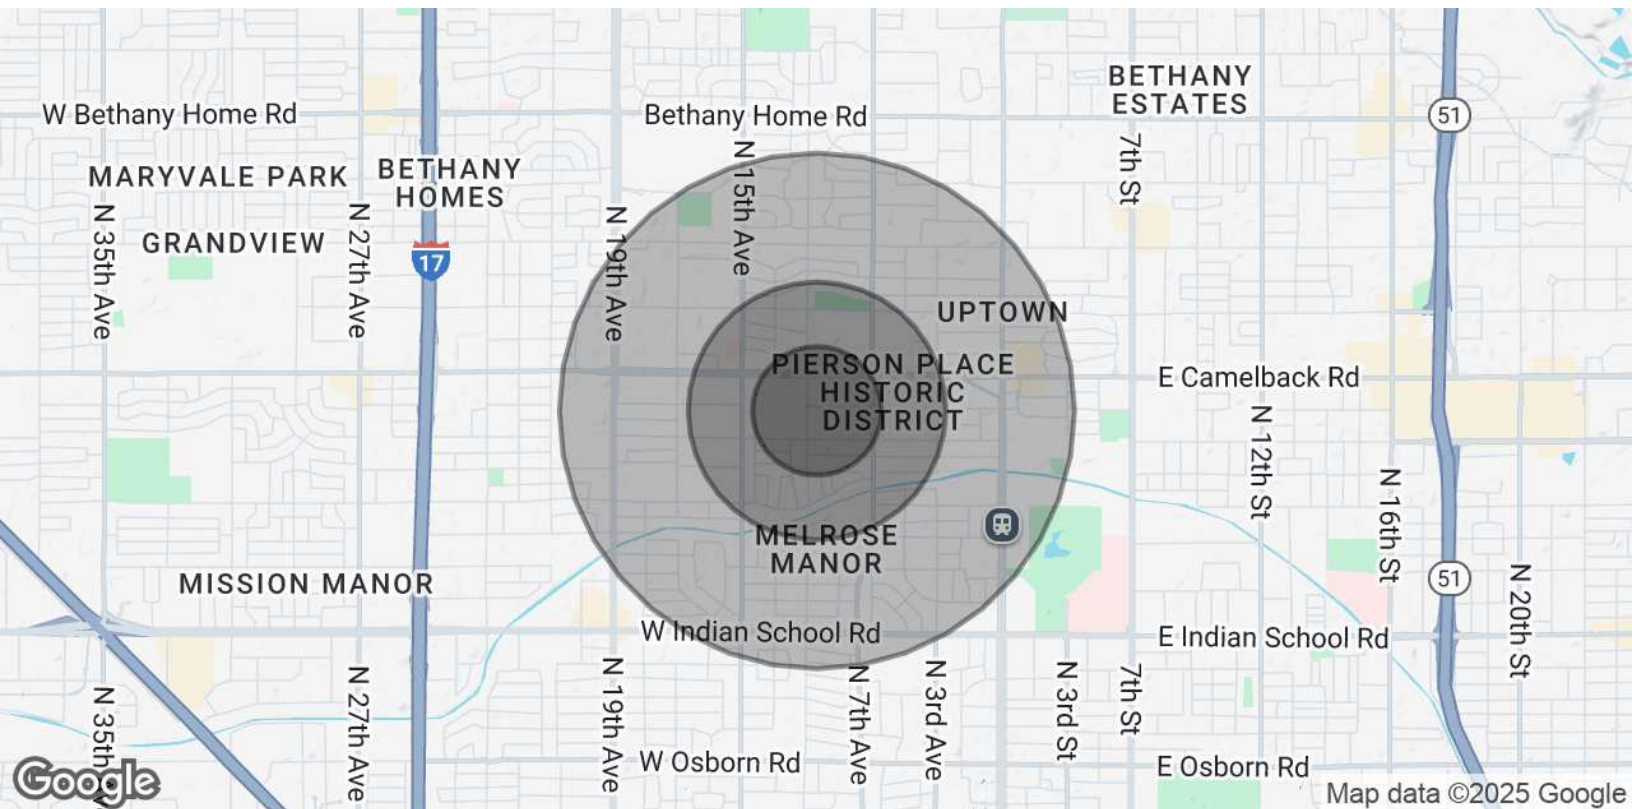 BETHANY
ESTATES
W Bethany Home Rd
Bethany Home Rd
51
MARYVALE PARK
BETHANY
HOMES
N 15th Ave
7th St
N 35th Ave
GRANDVIEW
N 27th Ave
17
N 19th Ave
UPTOWN
PIERSON PLACE
HISTORIC
DISTRICT
E Camelback Rd
N 12th St
N 16th St
MELROSE
MANOR
MISSION MANOR
51
N 20th St
W Indian School Rd
E Indian School Rd
N 35th Av
N 27th Ave
N 19th Ave
N 7th Ave
N 3rd Ave
N 3rd St
7th St
W Osborn Rd
E Osborn Rd
Google
Map data ©2025 Google